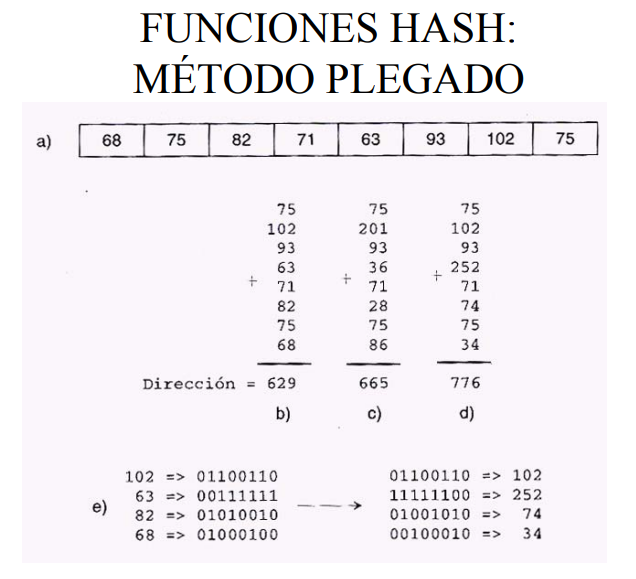 FUNCIONES HASH:
MÉTODO PLEGADO
a) 68 75 82 71 63 93 102 75
75 75 75
102 201 102
93 93 93
63 36 252
+ 71 + 71 + 71
82 28 74
75 75 75
68 86 34
Dirección = 629 665 776
b) c) d)
102 => 01100110 01100110 => 102
63 => 00111111 11111100 => 252
e) 82 => 01010010 01001010 => 74
68 => 01000100 00100010 => 34